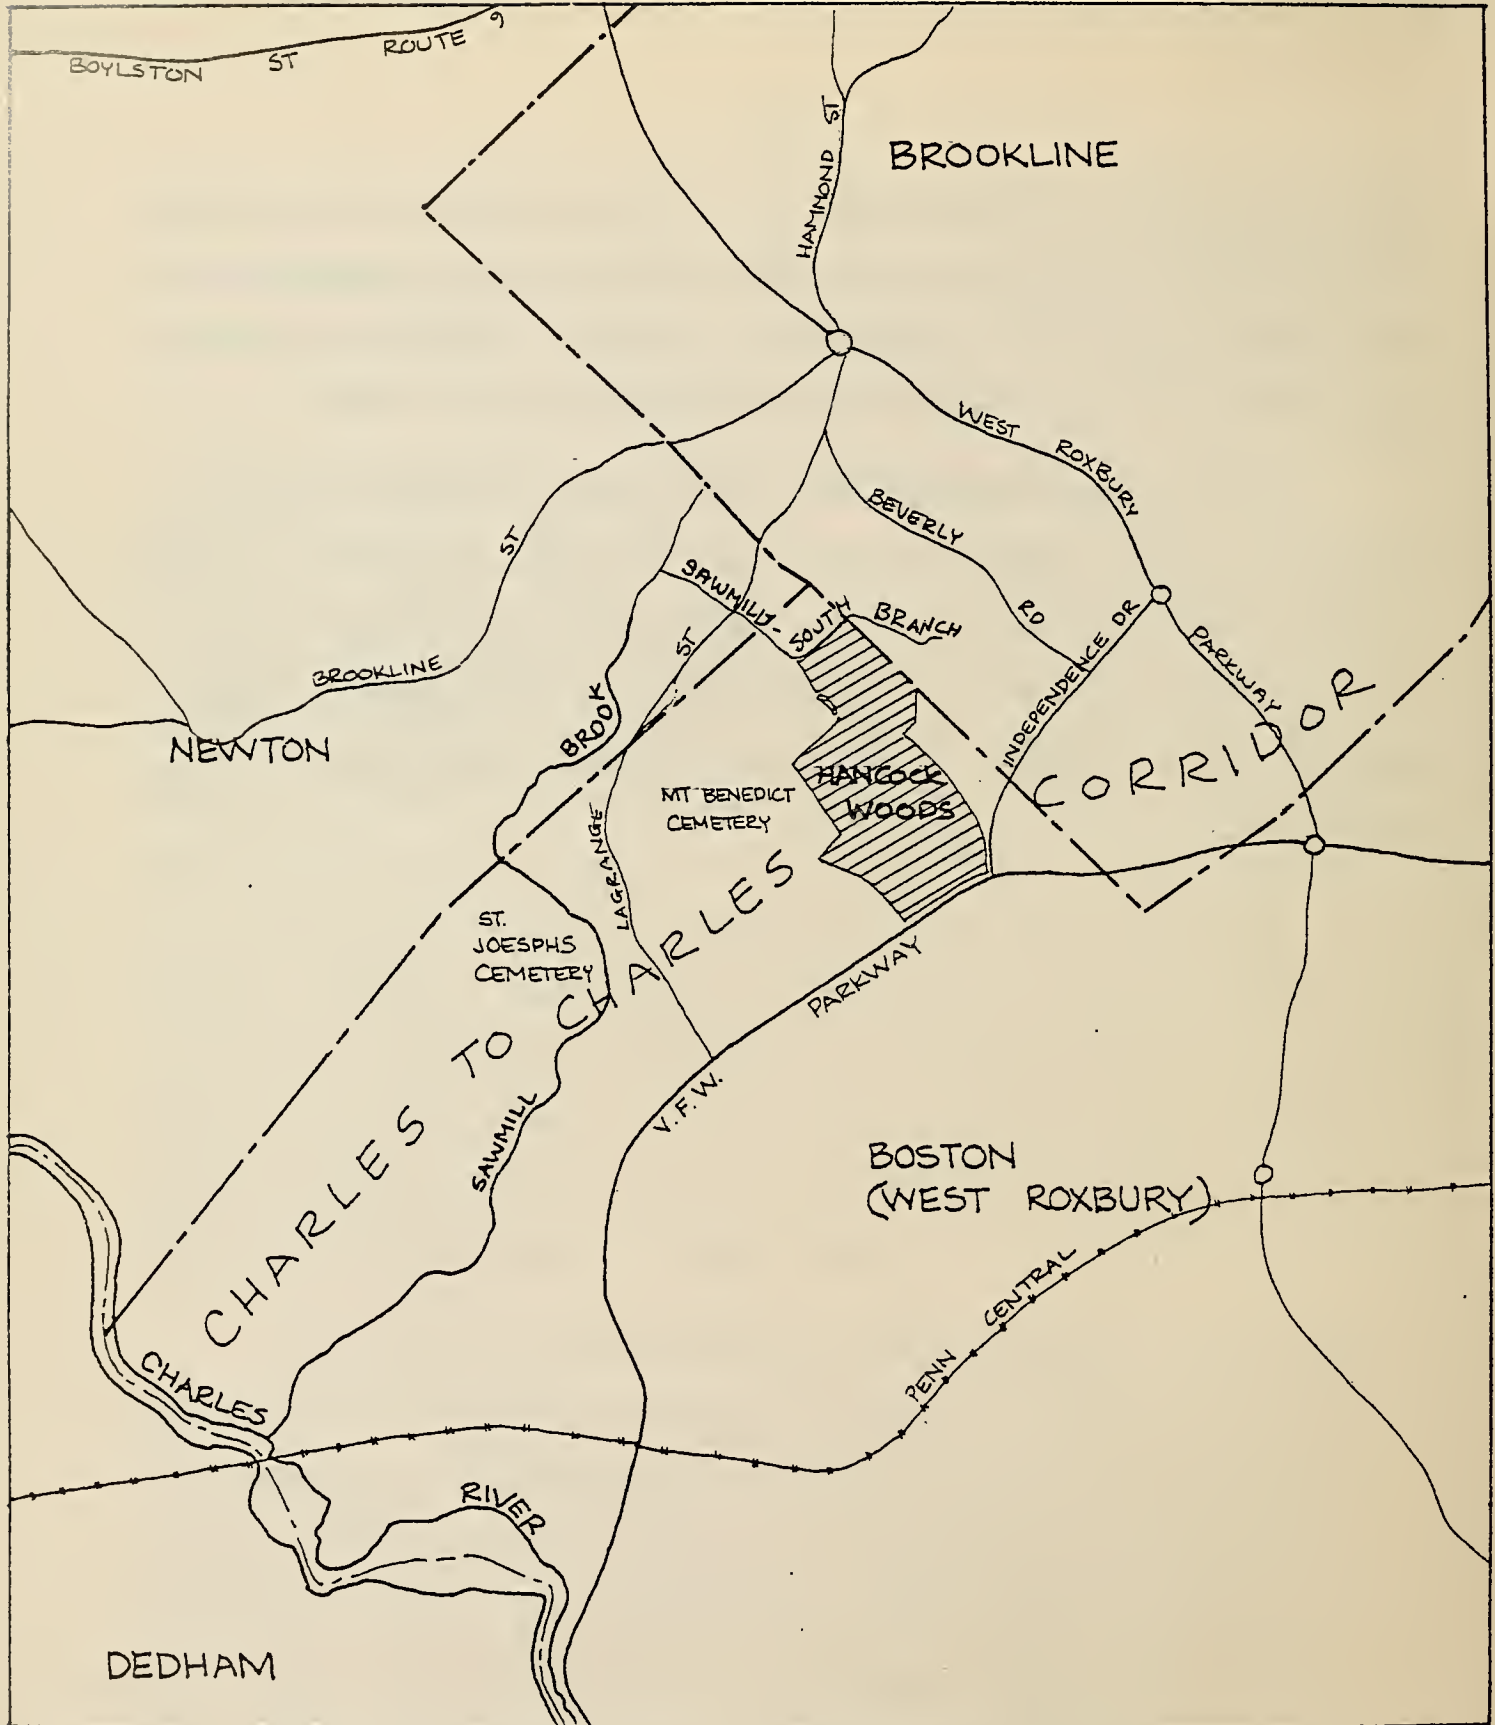 BOYLSTON ST ROUTE 9
HAMMOND ST
BROOKLINE
WEST ROXBURY PARKWAY
BEVERLY RD
SAWMILL - SOUTH BRANCH
INDEPENDENCE DR
BROOKLINE ST
NEWTON
HANCOCK
WOODS
MT BENEDICT
CEMETERY
LAGRANGE ST
ST.
JOESPHS
CEMETERY
CHARLES TO CHARLES CORRIDOR
SAWMILL BROOK
V.F.W. PARKWAY
BOSTON
(WEST ROXBURY)
PENN CENTRAL
CHARLES RIVER
DEDHAM